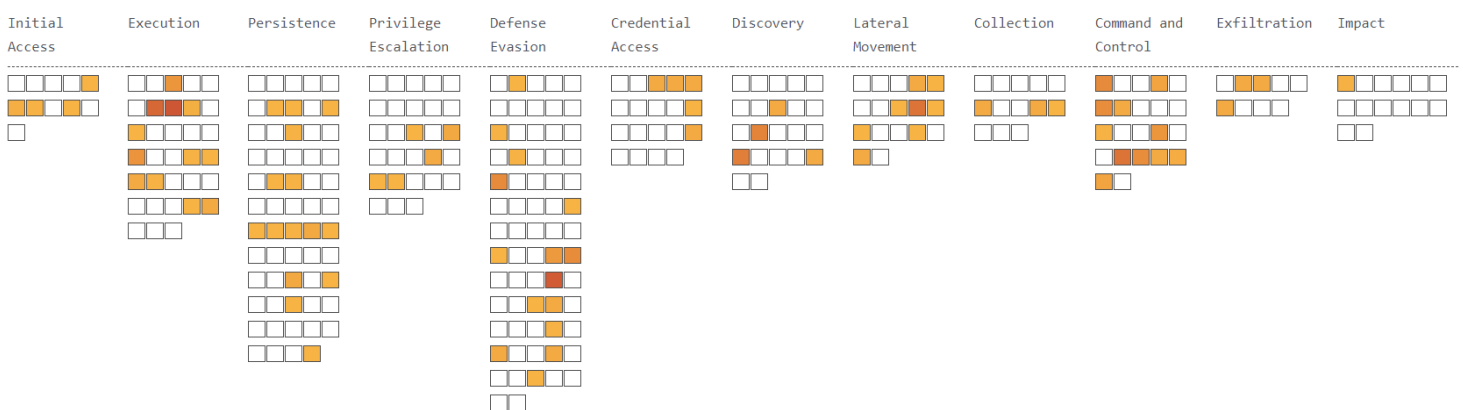 Initial Access
Execution
Persistence
Privilege Escalation
Defense Evasion
Credential Access
Discovery
Lateral Movement
Collection
Command and Control
Exfiltration
Impact